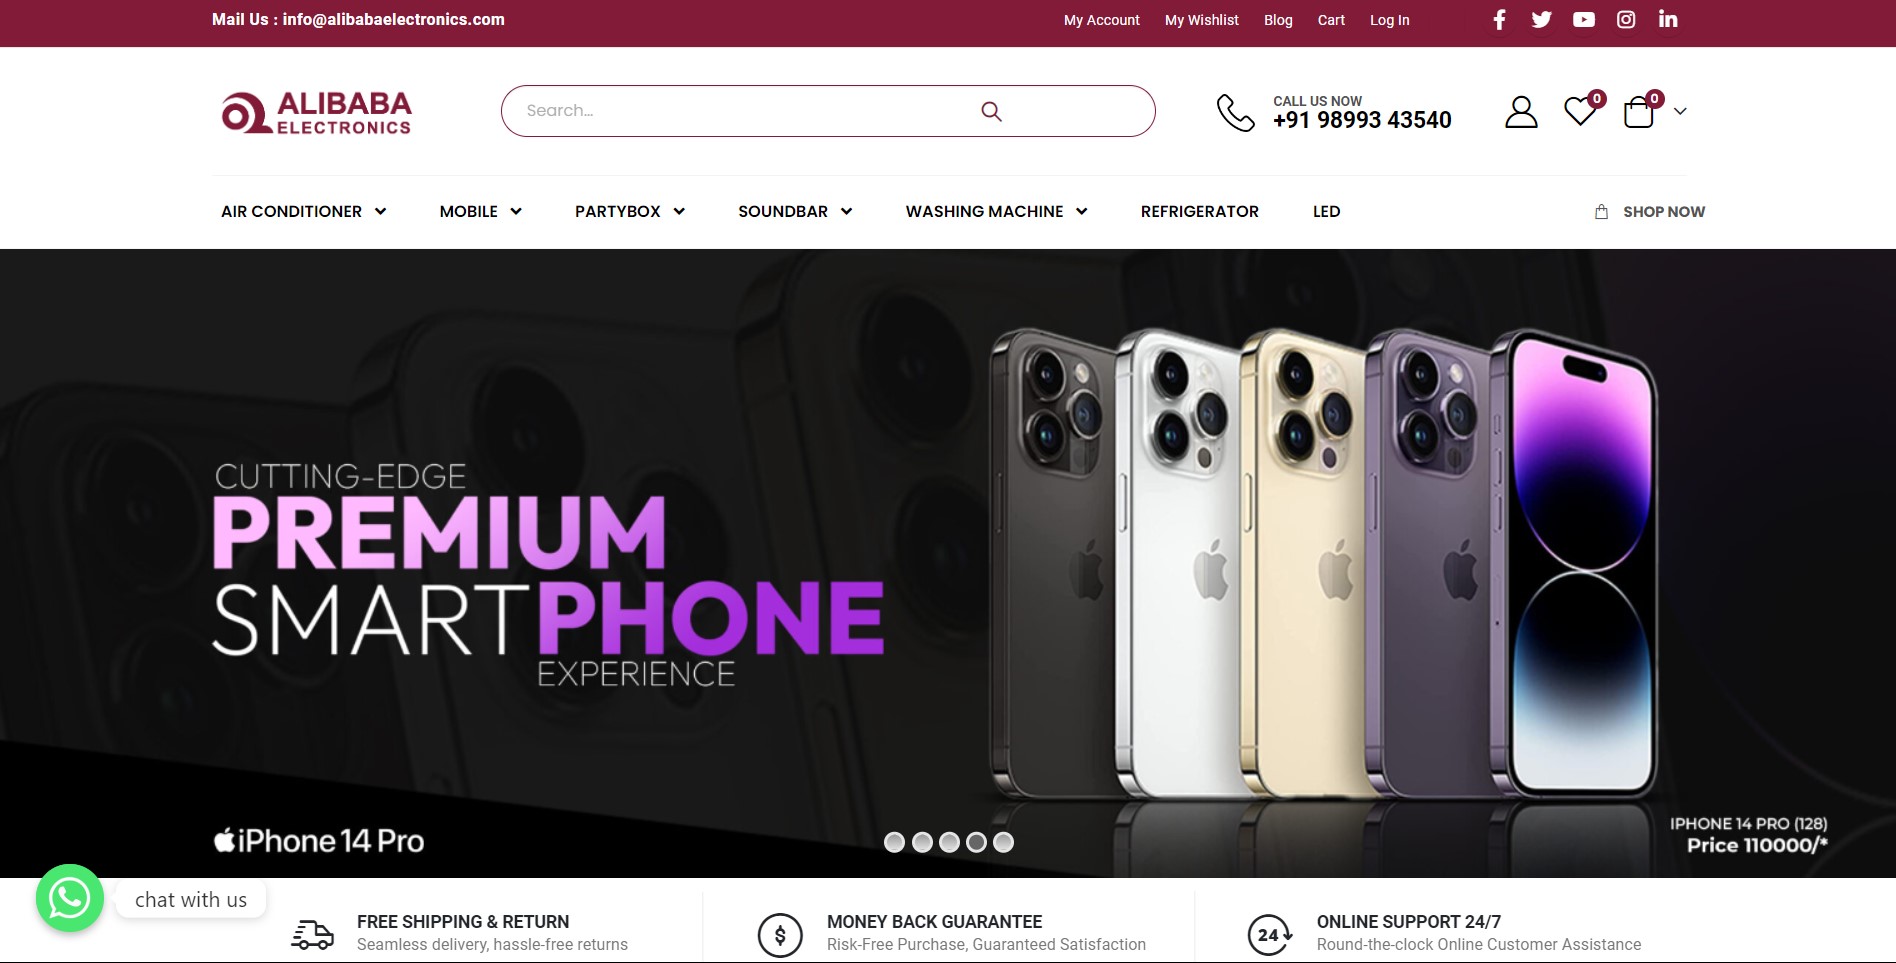 Mail Us : info@alibabaelectronics.com
My Account My Wishlist Blog Cart Log In
ALIBABA
ELECTRONICS
Search...
CALL US NOW
+91 98993 43540
0
0
AIR CONDITIONER MOBILE PARTYBOX SOUNDBAR WASHING MACHINE REFRIGERATOR LED SHOP NOW
CUTTING-EDGE
PREMIUM
SMARTPHONE
EXPERIENCE
iPhone 14 Pro
IPHONE 14 PRO (128)
Price 110000/*
chat with us
FREE SHIPPING & RETURN
Seamless delivery, hassle-free returns
$
MONEY BACK GUARANTEE
Risk-Free Purchase, Guaranteed Satisfaction
24
ONLINE SUPPORT 24/7
Round-the-clock Online Customer Assistance